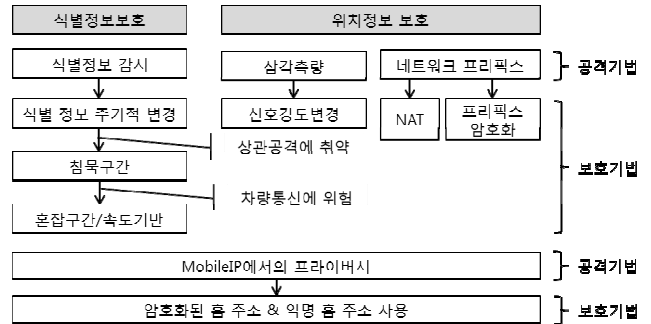 식별정보보호
위치정보 보호
식별정보 감시
삼각측량
네트워크 프리픽스
공격기법
식별 정보 주기적 변경
신호강도변경
NAT
프리픽스
암호화
상관공격에 취약
침묵구간
보호기법
차량통신에 위험
혼잡구간/속도기반
MobileIP에서의 프라이버시
공격기법
암호화된 홈 주소 & 익명 홈 주소 사용
보호기법